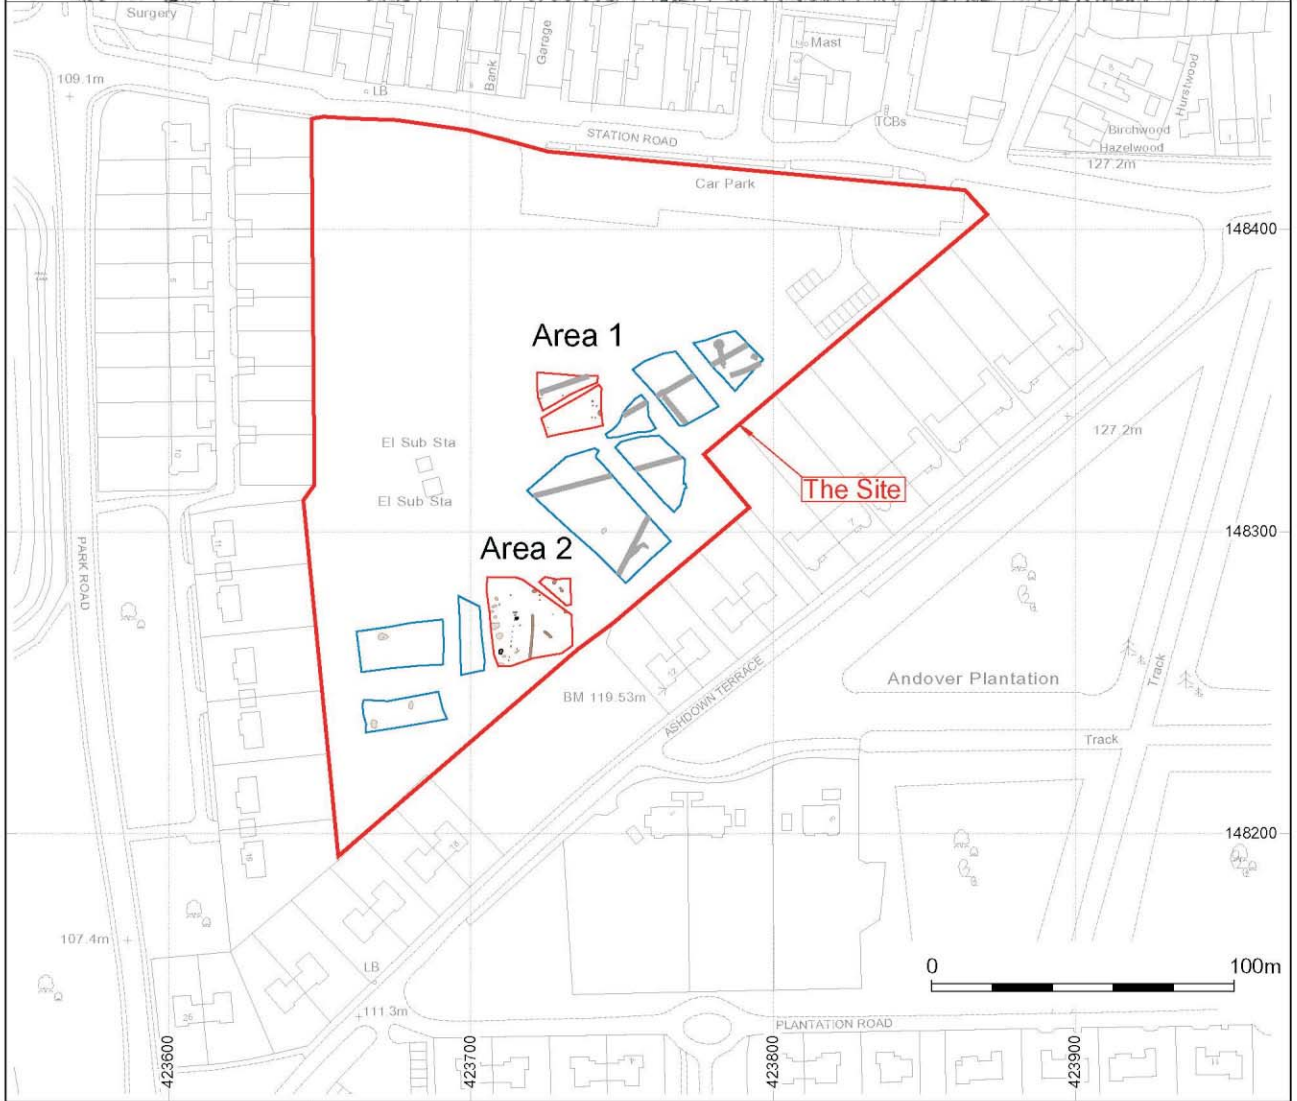 Surgery
Garage
Bank
Mast
Hurstwood
109.1m
LB
TCBs
Birchwood
Hazelwood
127.2m
STATION ROAD
Car Park
148400
Area 1
127.2m
El Sub Sta
El Sub Sta
The Site
148300
Area 2
PARK ROAD
BM 119.53m
ASHDOWN TERRACE
Andover Plantation
Track
Track
148200
107.4m
LB
0 100m
111.3m
PLANTATION ROAD
26
423600
423700
423800
423900